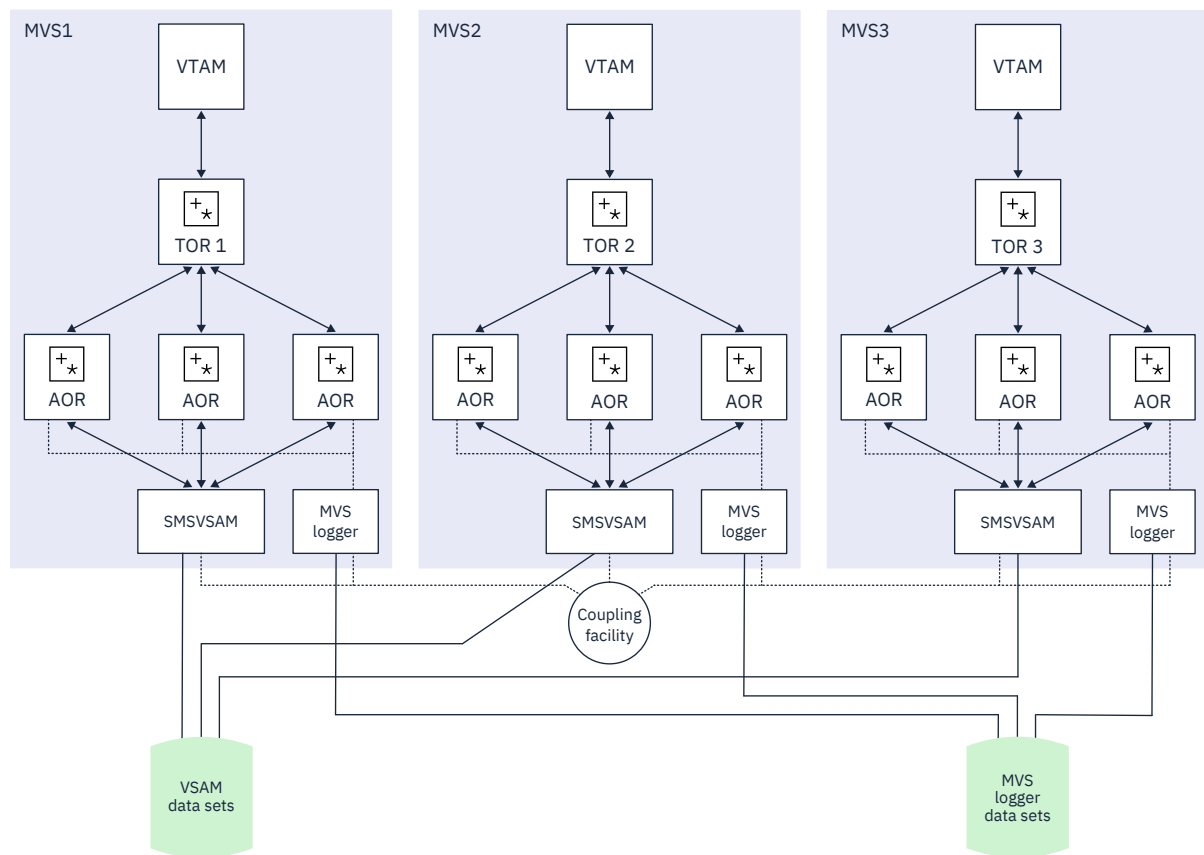 MVS1
MVS2
MVS3
VTAM
VTAM
VTAM
TOR 1
TOR 2
TOR 3
AOR
AOR
AOR
AOR
AOR
AOR
AOR
AOR
AOR
SMSVSAM
MVS
logger
SMSVSAM
MVS
logger
SMSVSAM
MVS
logger
Coupling
facility
VSAM
data sets
MVS
logger
data sets